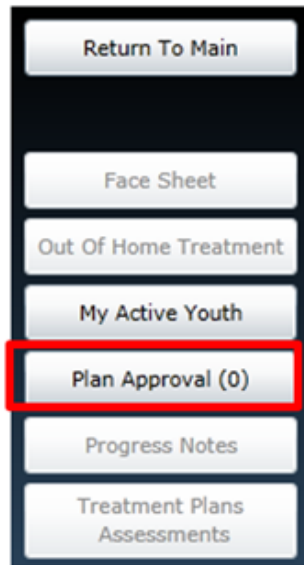 Return To Main
Face Sheet
Out Of Home Treatment
My Active Youth
Plan Approval (0)
Progress Notes
Treatment Plans
Assessments